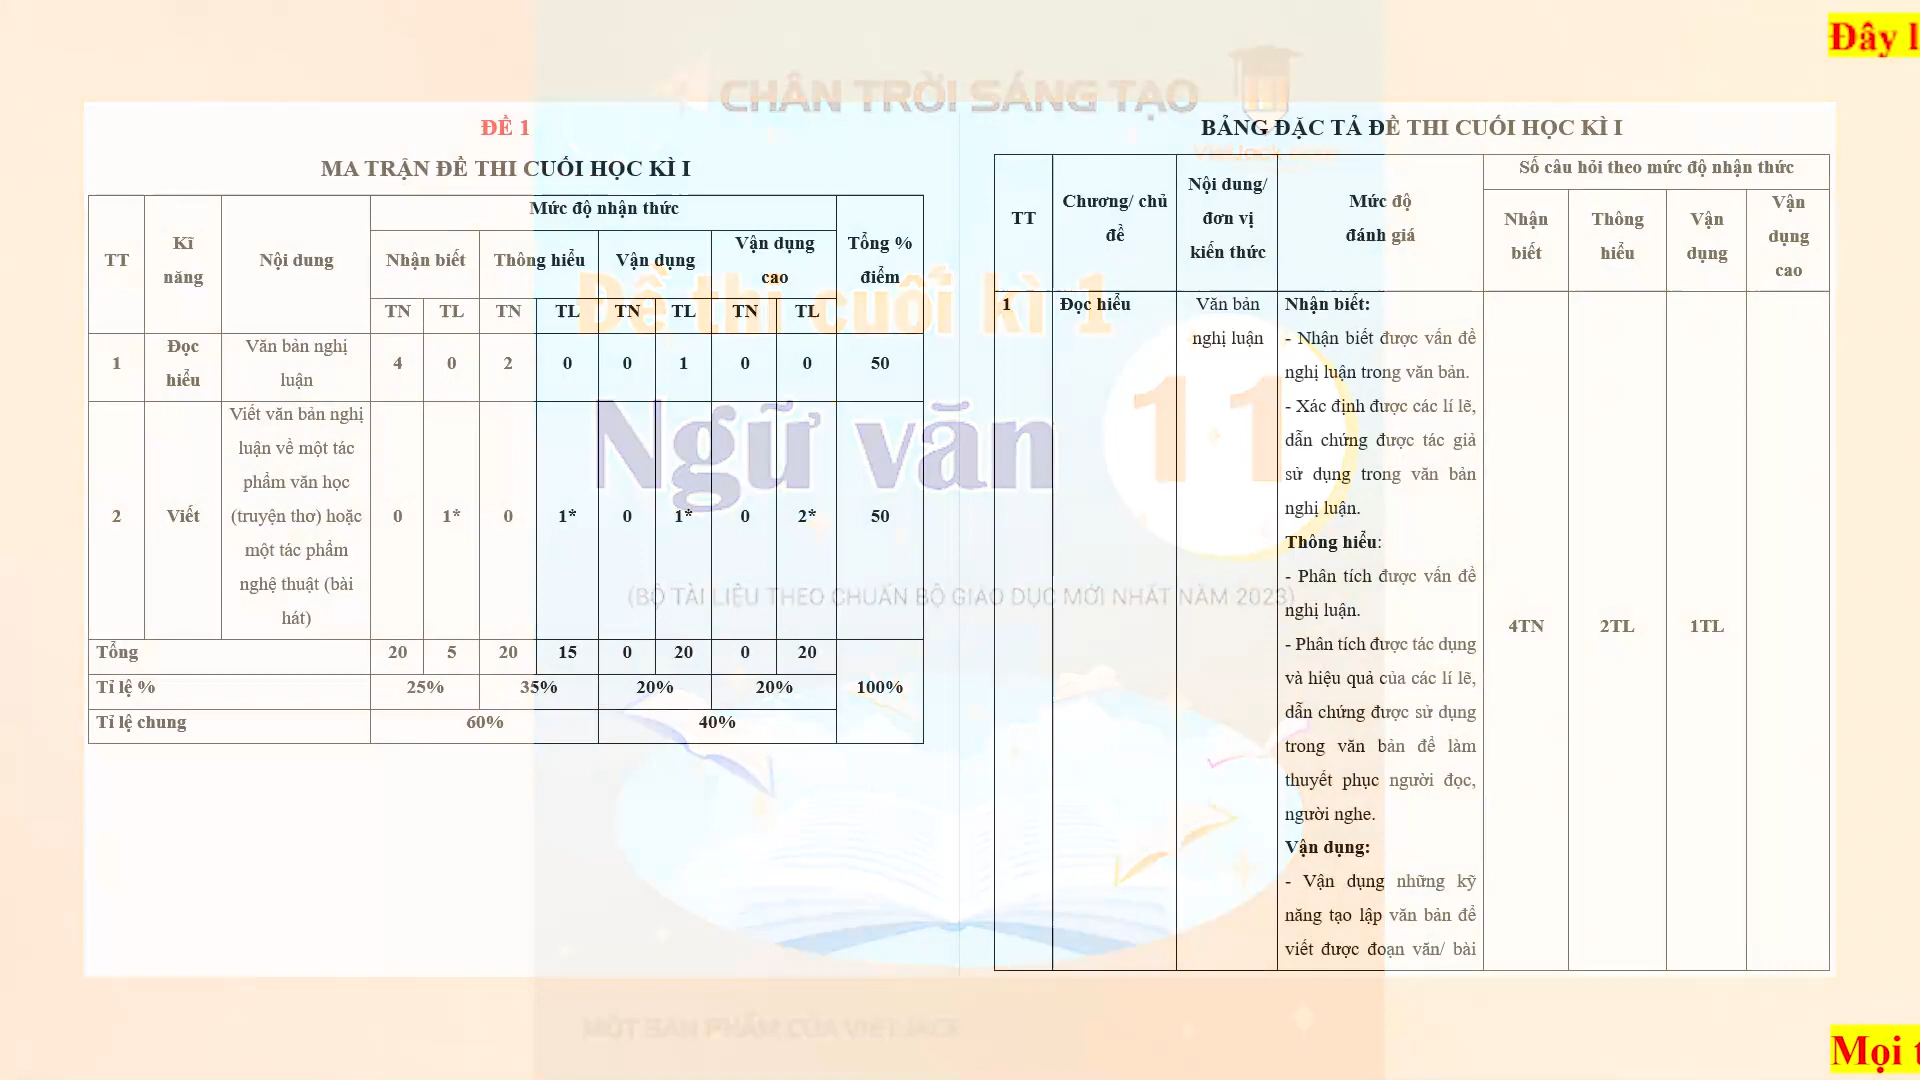 Đây l
CHÂN TRỜI SÁNG TẠO
ĐỀ 1
MA TRẬN ĐỀ THI CUỐI HỌC KÌ I
TT
Kĩ năng
Nội dung
Mức độ nhận thức
Tổng % điểm
Nhận biết
Thông hiểu
Vận dụng
Vận dụng cao
TN TL TN TL TN TL TN TL
1
Đọc hiểu
Văn bản nghị
luận
4 0 2 0 0 1 0 0 50
2
Viết
Viết văn bản nghị
luận về một tác
phẩm văn học
(truyện thơ) hoặc
một tác phẩm
nghệ thuật (bài
hát)
0 1* 0 1* 0 1* 0 2* 50
Tổng 20 5 20 15 0 20 0 20
Tỉ lệ % 25% 35% 20% 20% 100%
Tỉ lệ chung 60% 40%
BẢNG ĐẶC TẢ ĐỀ THI CUỐI HỌC KÌ I
TT
Chương/ chủ
đề
Nội dung/
đơn vị
kiến thức
Mức độ
đánh giá
Số câu hỏi theo mức độ nhận thức
Nhận
biết
Thông
hiểu
Vận
dụng
Vận
dụng
cao
1
Đọc hiểu
Văn bản
nghị luận
Nhận biết:
- Nhận biết được vấn đề
nghị luận trong văn bản.
- Xác định được các lí lẽ,
dẫn chứng được tác giả
sử dụng trong văn bản
nghị luận.
Thông hiểu:
- Phân tích được vấn đề
nghị luận.
- Phân tích được tác dụng
và hiệu quả của các lí lẽ,
dẫn chứng được sử dụng
trong văn bản để làm
thuyết phục người đọc,
người nghe.
Vận dụng:
- Vận dụng những kỹ
năng tạo lập văn bản để
viết được đoạn văn/ bài
4TN
2TL
1TL
Đề thi cuối kì 1
Ngữ văn 11
(BỘ TÀI LIỆU THEO CHUẨN BỘ GIÁO DỤC MỚI NHẤT NĂM 2023)
MỘT SẢN PHẨM CỦA VIETJACK
Mọi t